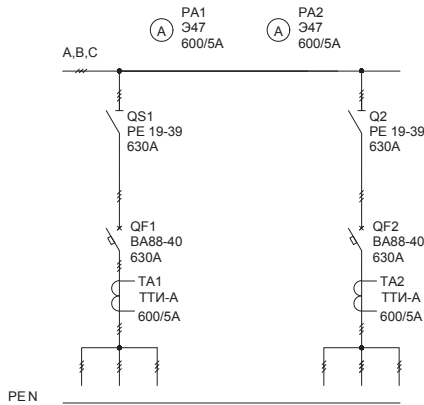 PA1
Э47
600/5A
A
PA2
Э47
600/5A
A
A,B,C
QS1
PE 19-39
630A
Q2
PE 19-39
630A
QF1
BA88-40
630A
QF2
BA88-40
630A
TA1
ТТИ-А
600/5A
TA2
ТТИ-А
600/5A
PE N